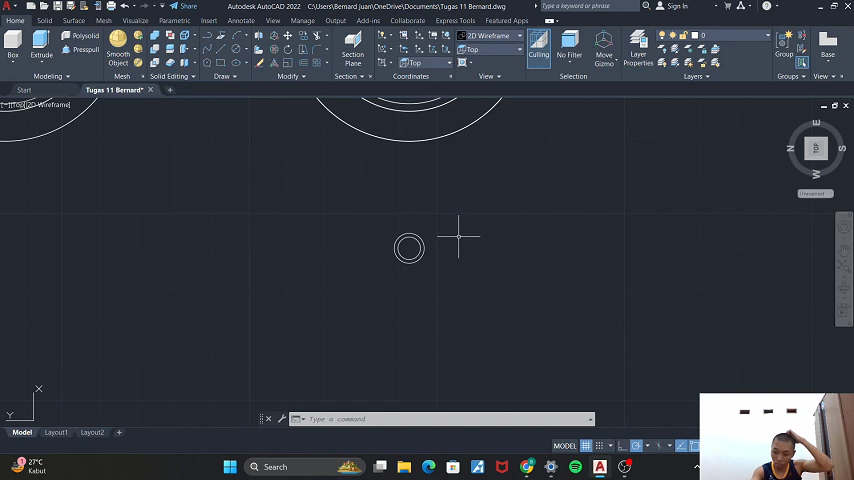 Autodesk AutoCAD 2022 C:\Users\Bernard juan\OneDrive\Documents\Tugas 11 Bernard.dwg
Share
Type a keyword or phrase
Sign In
Home Solid Surface Mesh Visualize Parametric Insert Annotate View Manage Output Add-ins Collaborate Express Tools Featured Apps
Box Extrude Polysolid Presspull Smooth Object Section Plane 2D Wireframe Top Top Culling No Filter Move Gizmo Layer Properties 0 Group Base
Modeling Mesh Solid Editing Draw Modify Section Coordinates View Selection Layers Groups View
Start Tugas 11 Bernard*
[−][Top][2D Wireframe]
E
N TOP S
W
Unnamed
X
Y
Type a command
Model Layout1 Layout2
MODEL
27°C
Kabut
1
Search